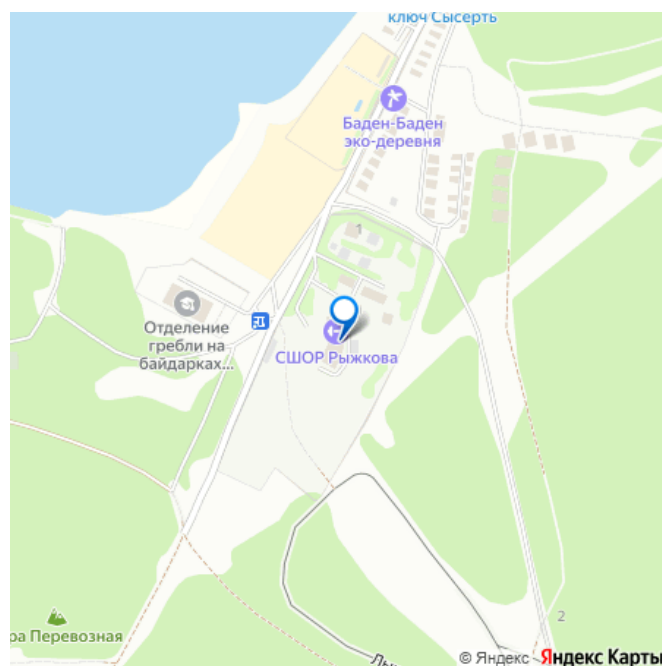 ключ Сысерть
Баден-Баден
эко-деревня
1
Отделение
гребли на
байдарках...
СШОР Рыжкова
2
ра Перевозная
Лы
© Яндекс Яндекс Карты